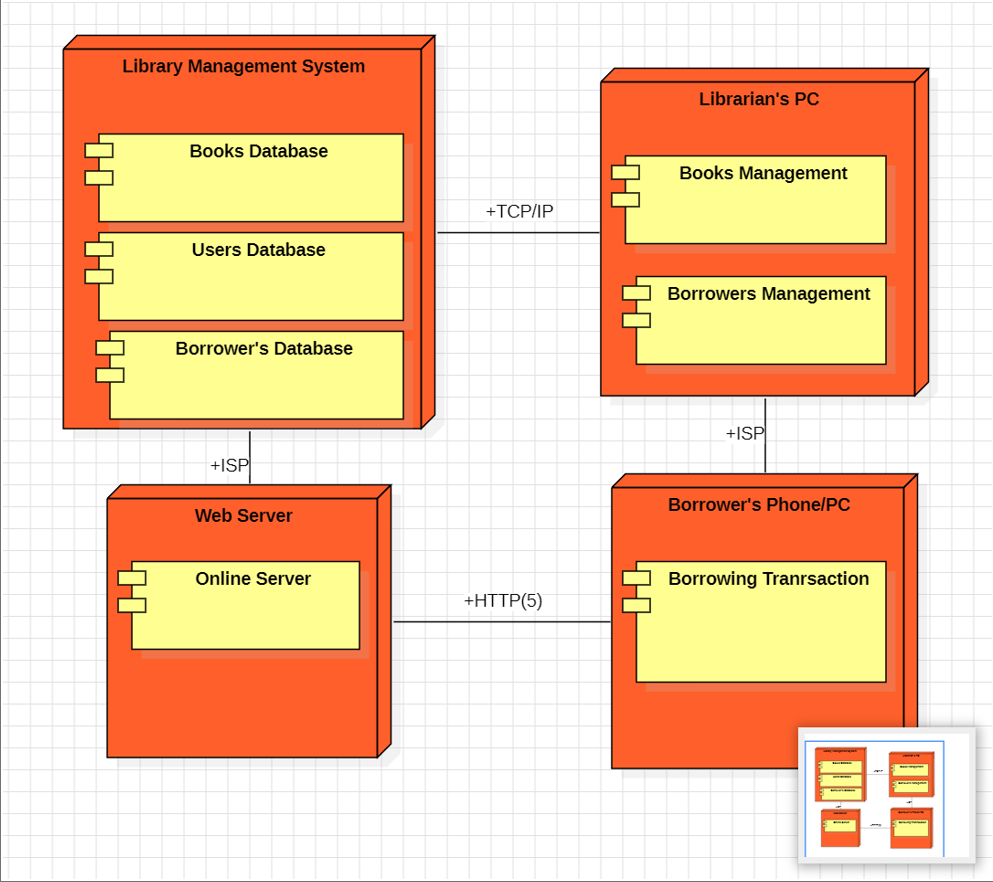 Library Management System
Books Database
Users Database
Borrower's Database
+TCP/IP
Librarian's PC
Books Management
Borrowers Management
+ISP
+ISP
Web Server
Online Server
+HTTP(5)
Borrower's Phone/PC
Borrowing Tranrsaction